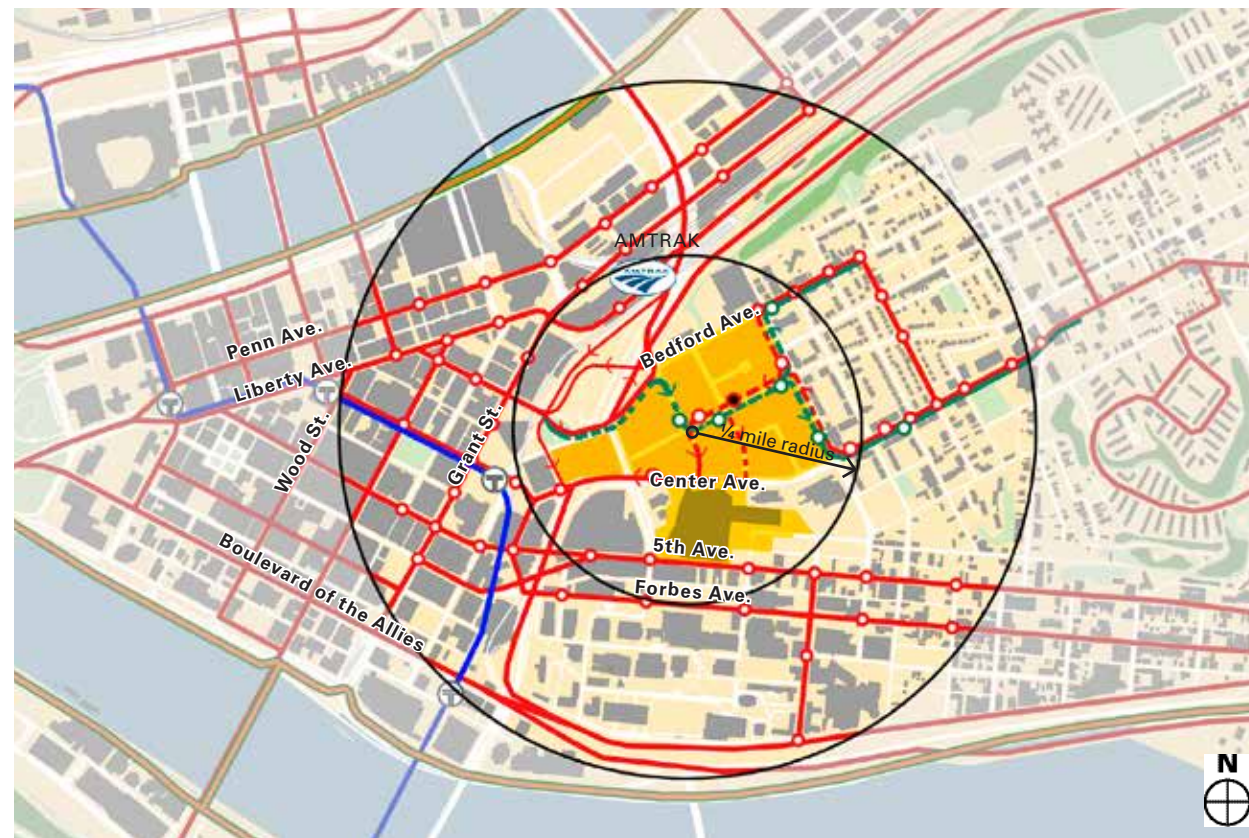 AMTRAK
AMTRAK
Penn Ave.
Liberty Ave.
Bedford Ave.
Wood St.
Grant St.
¼ mile radius
Center Ave.
5th Ave.
Forbes Ave.
Boulevard of the Allies
T
T
T
T
N